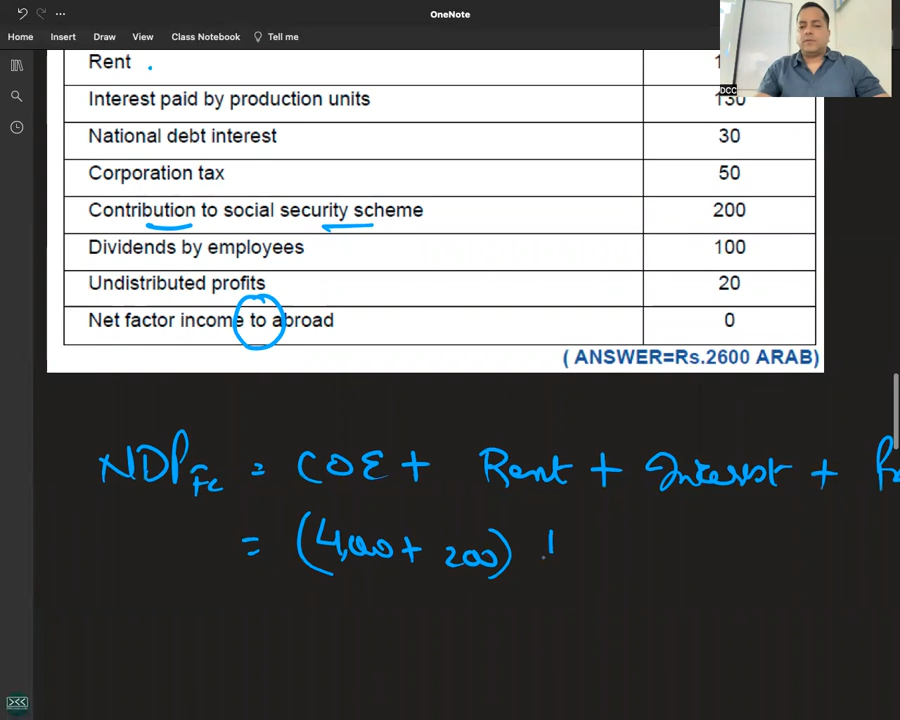 OneNote
Home Insert Draw View Class Notebook Tell me
Rent
Interest paid by production units 130
National debt interest 30
Corporation tax 50
Contribution to social security scheme 200
Dividends by employees 100
Undistributed profits 20
Net factor income to abroad 0
( ANSWER=Rs.2600 ARAB)
NDPFC = COE + Rent + Interest +
= (4,000 + 200)
DCC